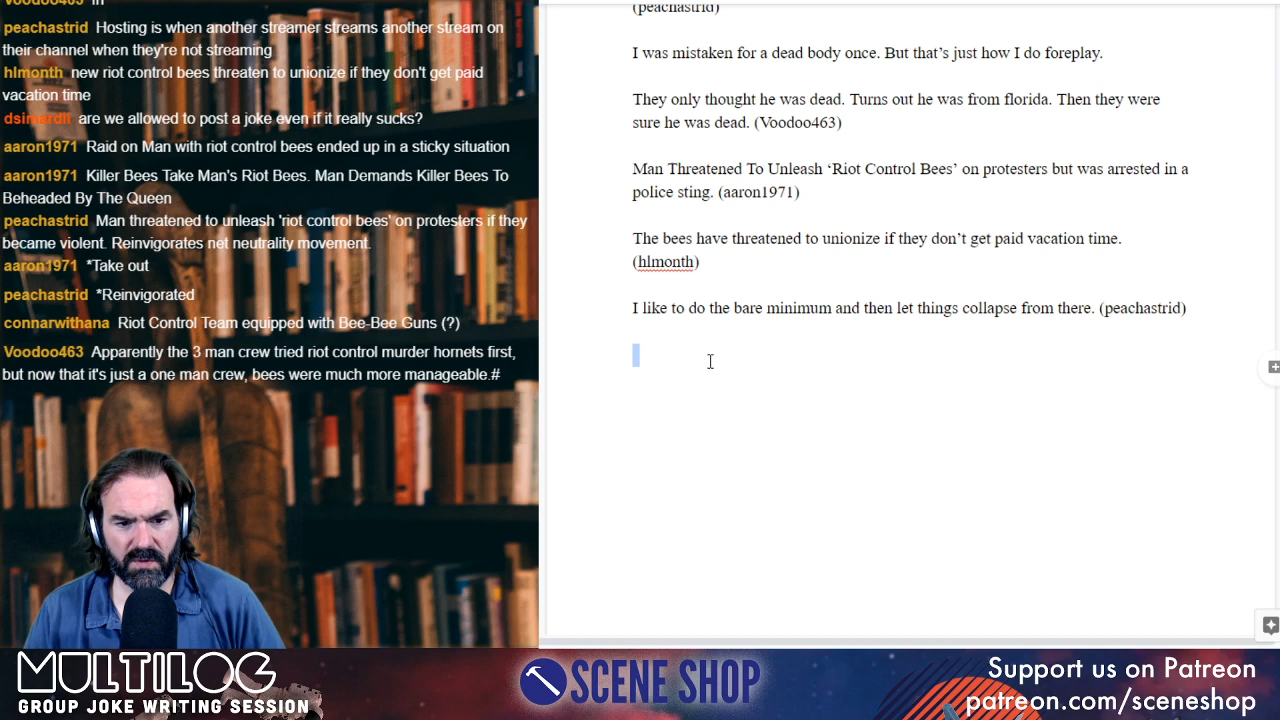 Voodoo463 in
peachastrid Hosting is when another streamer streams another stream on
their channel when they're not streaming
hlmonth new riot control bees threaten to unionize if they don't get paid
vacation time
dsimardII are we allowed to post a joke even if it really sucks?
aaron1971 Raid on Man with riot control bees ended up in a sticky situation
aaron1971 Killer Bees Take Man's Riot Bees. Man Demands Killer Bees To
Beheaded By The Queen
peachastrid Man threatened to unleash 'riot control bees' on protesters if they
became violent. Reinvigorates net neutrality movement.
aaron1971 *Take out
peachastrid *Reinvigorated
connarwithana Riot Control Team equipped with Bee-Bee Guns (?)
Voodoo463 Apparently the 3 man crew tried riot control murder hornets first,
but now that it's just a one man crew, bees were much more manageable.#
(peachastrid)
I was mistaken for a dead body once. But that’s just how I do foreplay.
They only thought he was dead. Turns out he was from florida. Then they were
sure he was dead. (Voodoo463)
Man Threatened To Unleash ‘Riot Control Bees’ on protesters but was arrested in a
police sting. (aaron1971)
The bees have threatened to unionize if they don’t get paid vacation time.
(hlmonth)
I like to do the bare minimum and then let things collapse from there. (peachastrid)
MULTILOG
GROUP JOKE WRITING SESSION
SCENE SHOP
Support us on Patreon
patreon.com/sceneshop